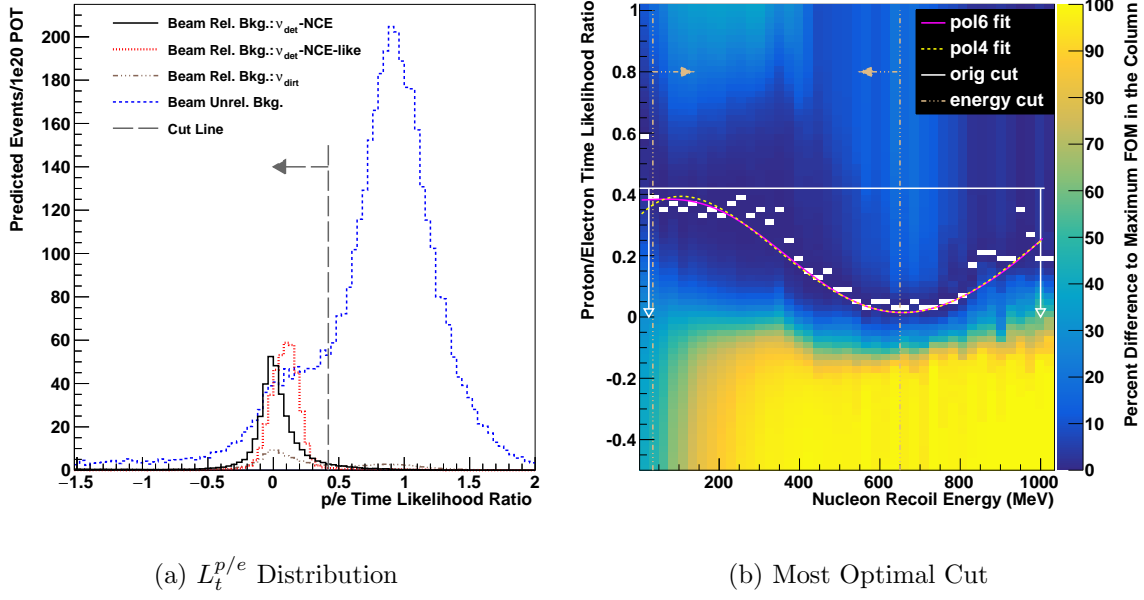 Predicted Events/1e20 POT
200
180
160
140
120
100
80
60
40
20
0
Beam Rel. Bkg.: ν_det-NCE
Beam Rel. Bkg.: ν_det-NCE-like
Beam Rel. Bkg.: ν_dirt
Beam Unrel. Bkg.
Cut Line
−1.5 −1 −0.5 0 0.5 1 1.5 2
p/e Time Likelihood Ratio
(a) L_t^{p/e} Distribution
Proton/Electron Time Likelihood Ratio
1
0.8
0.6
0.4
0.2
0
-0.2
-0.4
pol6 fit
pol4 fit
orig cut
energy cut
200 400 600 800 1000
Nucleon Recoil Energy (MeV)
100
90
80
70
60
50
40
30
20
10
0
Percent Difference to Maximum FOM in the Column
(b) Most Optimal Cut